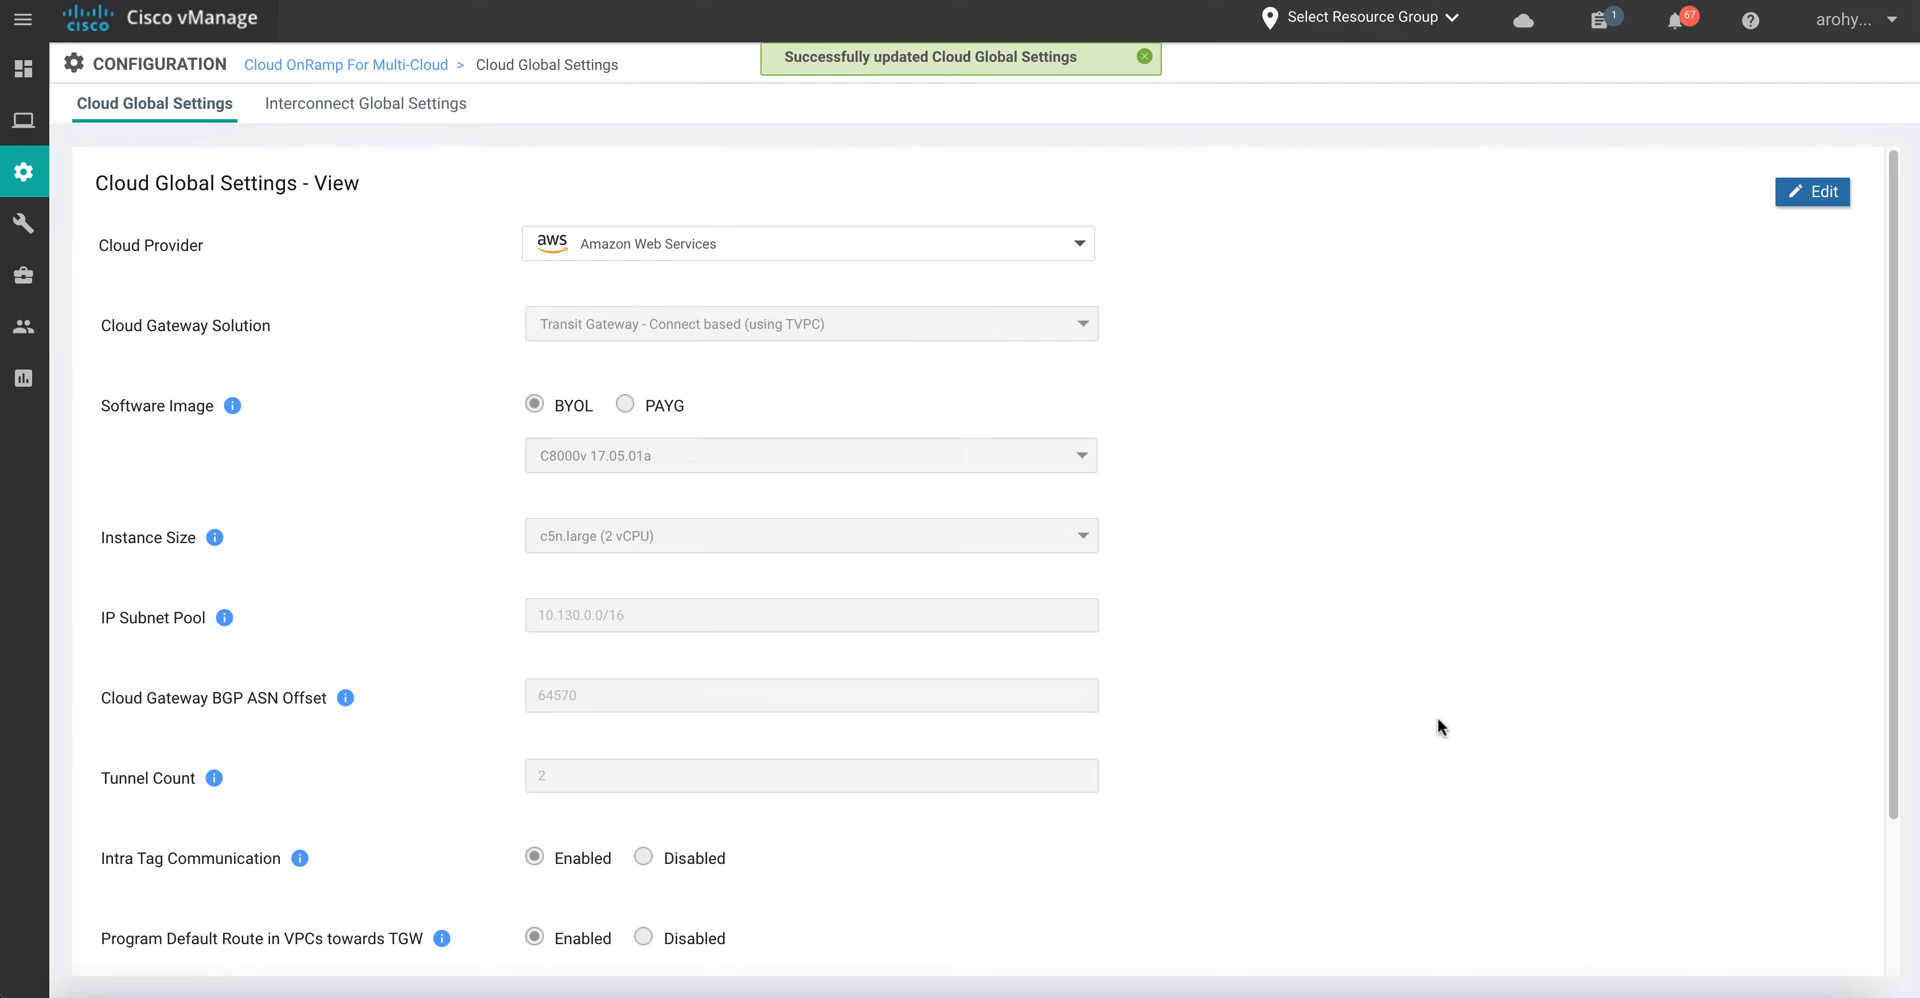 CISCO Cisco vManage
Select Resource Group
1
67
arohy...
CONFIGURATION
Cloud OnRamp For Multi-Cloud > Cloud Global Settings
Successfully updated Cloud Global Settings
Cloud Global Settings
Interconnect Global Settings
Cloud Global Settings - View
Edit
Cloud Provider
aws Amazon Web Services
Cloud Gateway Solution
Transit Gateway - Connect based (using TVPC)
Software Image
BYOL
PAYG
C8000v 17.05.01a
Instance Size
c5n.large (2 vCPU)
IP Subnet Pool
10.130.0.0/16
Cloud Gateway BGP ASN Offset
64570
Tunnel Count
2
Intra Tag Communication
Enabled
Disabled
Program Default Route in VPCs towards TGW
Enabled
Disabled